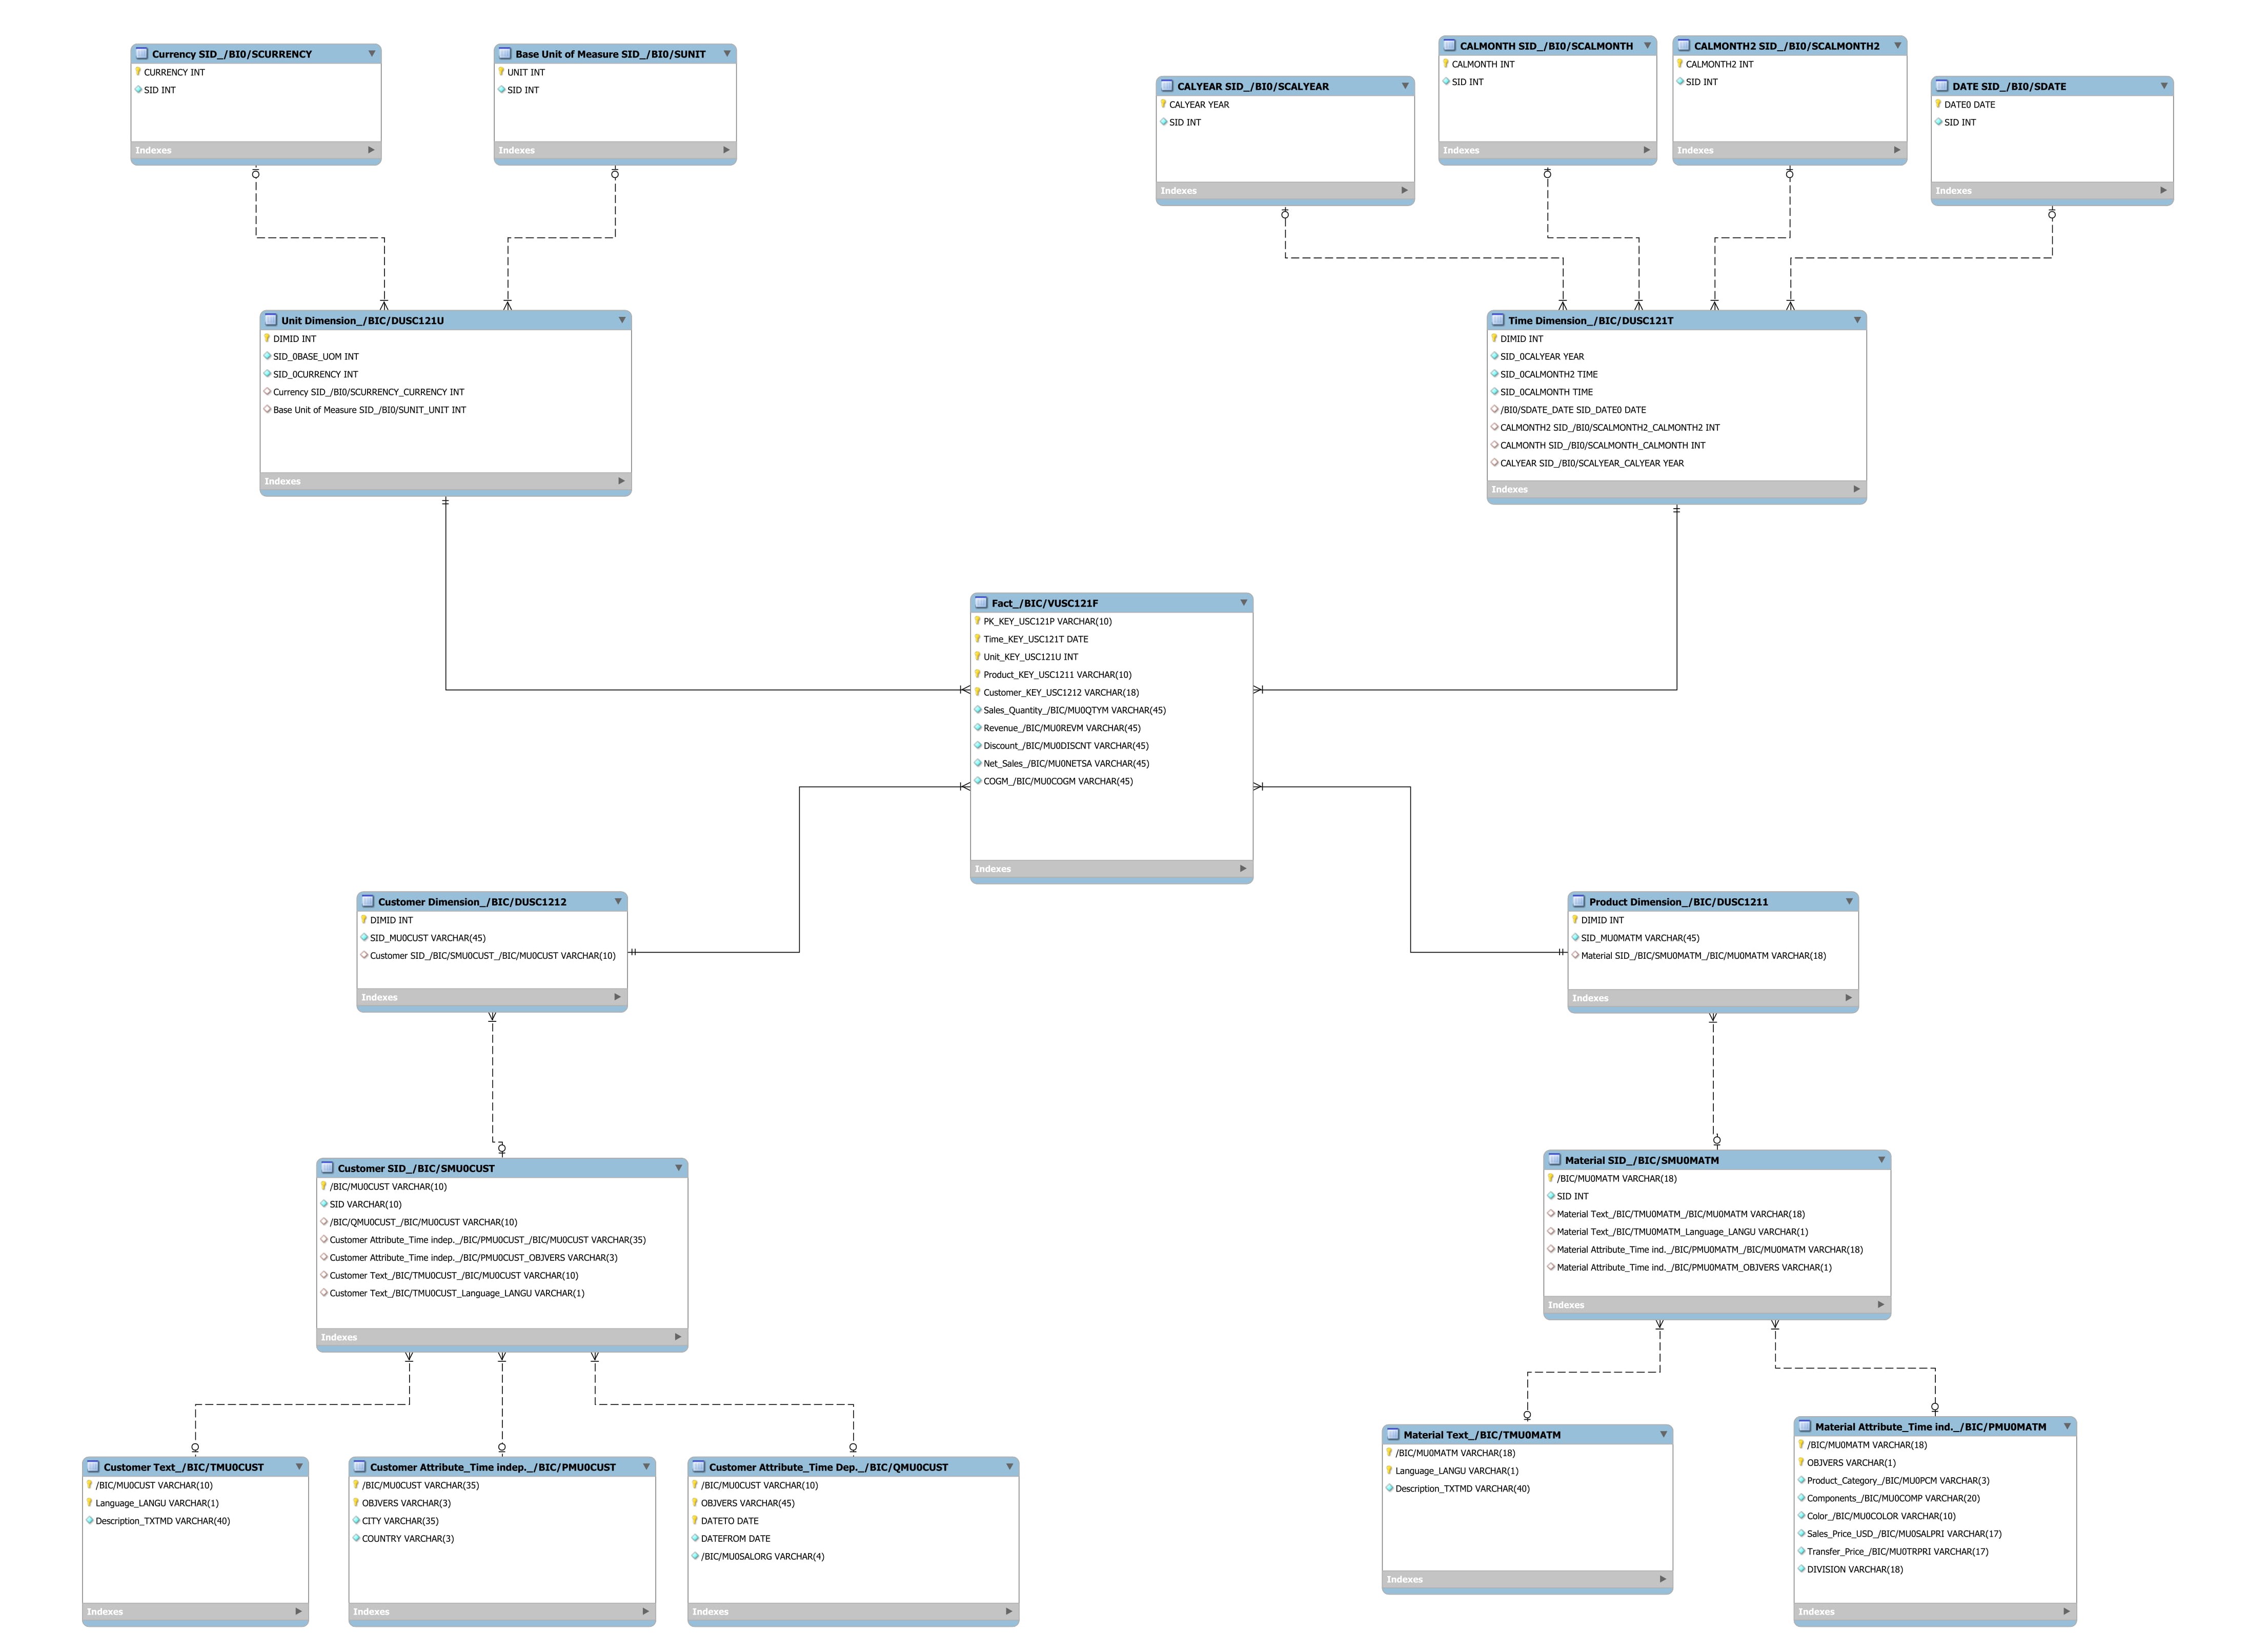 Currency SID_/BI0/SCURRENCY
CURRENCY INT
SID INT
Indexes
Base Unit of Measure SID_/BI0/SUNIT
UNIT INT
SID INT
Indexes
CALYEAR SID_/BI0/SCALYEAR
CALYEAR YEAR
SID INT
Indexes
CALMONTH SID_/BI0/SCALMONTH
CALMONTH INT
SID INT
Indexes
CALMONTH2 SID_/BI0/SCALMONTH2
CALMONTH2 INT
SID INT
Indexes
DATE SID_/BI0/SDATE
DATE0 DATE
SID INT
Indexes
Unit Dimension_/BIC/DUSC121U
DIMID INT
SID_0BASE_UOM INT
SID_0CURRENCY INT
Currency SID_/BI0/SCURRENCY_CURRENCY INT
Base Unit of Measure SID_/BI0/SUNIT_UNIT INT
Indexes
Time Dimension_/BIC/DUSC121T
DIMID INT
SID_0CALYEAR YEAR
SID_0CALMONTH2 TIME
SID_0CALMONTH TIME
/BI0/SDATE_DATE SID_DATE0 DATE
CALMONTH2 SID_/BI0/SCALMONTH2_CALMONTH2 INT
CALMONTH SID_/BI0/SCALMONTH_CALMONTH INT
CALYEAR SID_/BI0/SCALYEAR_CALYEAR YEAR
Indexes
Fact_/BIC/VUSC121F
PK_KEY_USC121P VARCHAR(10)
Time_KEY_USC121T DATE
Unit_KEY_USC121U INT
Product_KEY_USC1211 VARCHAR(10)
Customer_KEY_USC1212 VARCHAR(18)
Sales_Quantity_/BIC/MU0QTYM VARCHAR(45)
Revenue_/BIC/MU0REVM VARCHAR(45)
Discount_/BIC/MU0DISCNT VARCHAR(45)
Net_Sales_/BIC/MU0NETSA VARCHAR(45)
COGM_/BIC/MU0COGM VARCHAR(45)
Indexes
Customer Dimension_/BIC/DUSC1212
DIMID INT
SID_MU0CUST VARCHAR(45)
Customer SID_/BIC/SMU0CUST_/BIC/MU0CUST VARCHAR(10)
Indexes
Product Dimension_/BIC/DUSC1211
DIMID INT
SID_MU0MATM VARCHAR(45)
Material SID_/BIC/SMU0MATM_/BIC/MU0MATM VARCHAR(18)
Indexes
Customer SID_/BIC/SMU0CUST
/BIC/MU0CUST VARCHAR(10)
SID VARCHAR(10)
/BIC/QMU0CUST_/BIC/MU0CUST VARCHAR(10)
Customer Attribute_Time indep._/BIC/PMU0CUST_/BIC/MU0CUST VARCHAR(35)
Customer Attribute_Time indep._/BIC/PMU0CUST_OBJVERS VARCHAR(3)
Customer Text_/BIC/TMU0CUST_/BIC/MU0CUST VARCHAR(10)
Customer Text_/BIC/TMU0CUST_Language_LANGU VARCHAR(1)
Indexes
Material SID_/BIC/SMU0MATM
/BIC/MU0MATM VARCHAR(18)
SID INT
Material Text_/BIC/TMU0MATM_/BIC/MU0MATM VARCHAR(18)
Material Text_/BIC/TMU0MATM_Language_LANGU VARCHAR(1)
Material Attribute_Time ind._/BIC/PMU0MATM_/BIC/MU0MATM VARCHAR(18)
Material Attribute_Time ind._/BIC/PMU0MATM_OBJVERS VARCHAR(1)
Indexes
Customer Text_/BIC/TMU0CUST
/BIC/MU0CUST VARCHAR(10)
Language_LANGU VARCHAR(1)
Description_TXTMD VARCHAR(40)
Indexes
Customer Attribute_Time indep._/BIC/PMU0CUST
/BIC/MU0CUST VARCHAR(35)
OBJVERS VARCHAR(3)
CITY VARCHAR(35)
COUNTRY VARCHAR(3)
Indexes
Customer Attribute_Time Dep._/BIC/QMU0CUST
/BIC/MU0CUST VARCHAR(10)
OBJVERS VARCHAR(45)
DATETO DATE
DATEFROM DATE
/BIC/MU0SALORG VARCHAR(4)
Indexes
Material Text_/BIC/TMU0MATM
/BIC/MU0MATM VARCHAR(18)
Language_LANGU VARCHAR(1)
Description_TXTMD VARCHAR(40)
Indexes
Material Attribute_Time ind._/BIC/PMU0MATM
/BIC/MU0MATM VARCHAR(18)
OBJVERS VARCHAR(1)
Product_Category_/BIC/MU0PCM VARCHAR(3)
Components_/BIC/MU0COMP VARCHAR(20)
Color_/BIC/MU0COLOR VARCHAR(10)
Sales_Price_USD_/BIC/MU0SALPRI VARCHAR(17)
Transfer_Price_/BIC/MU0TRPRI VARCHAR(17)
DIVISION VARCHAR(18)
Indexes